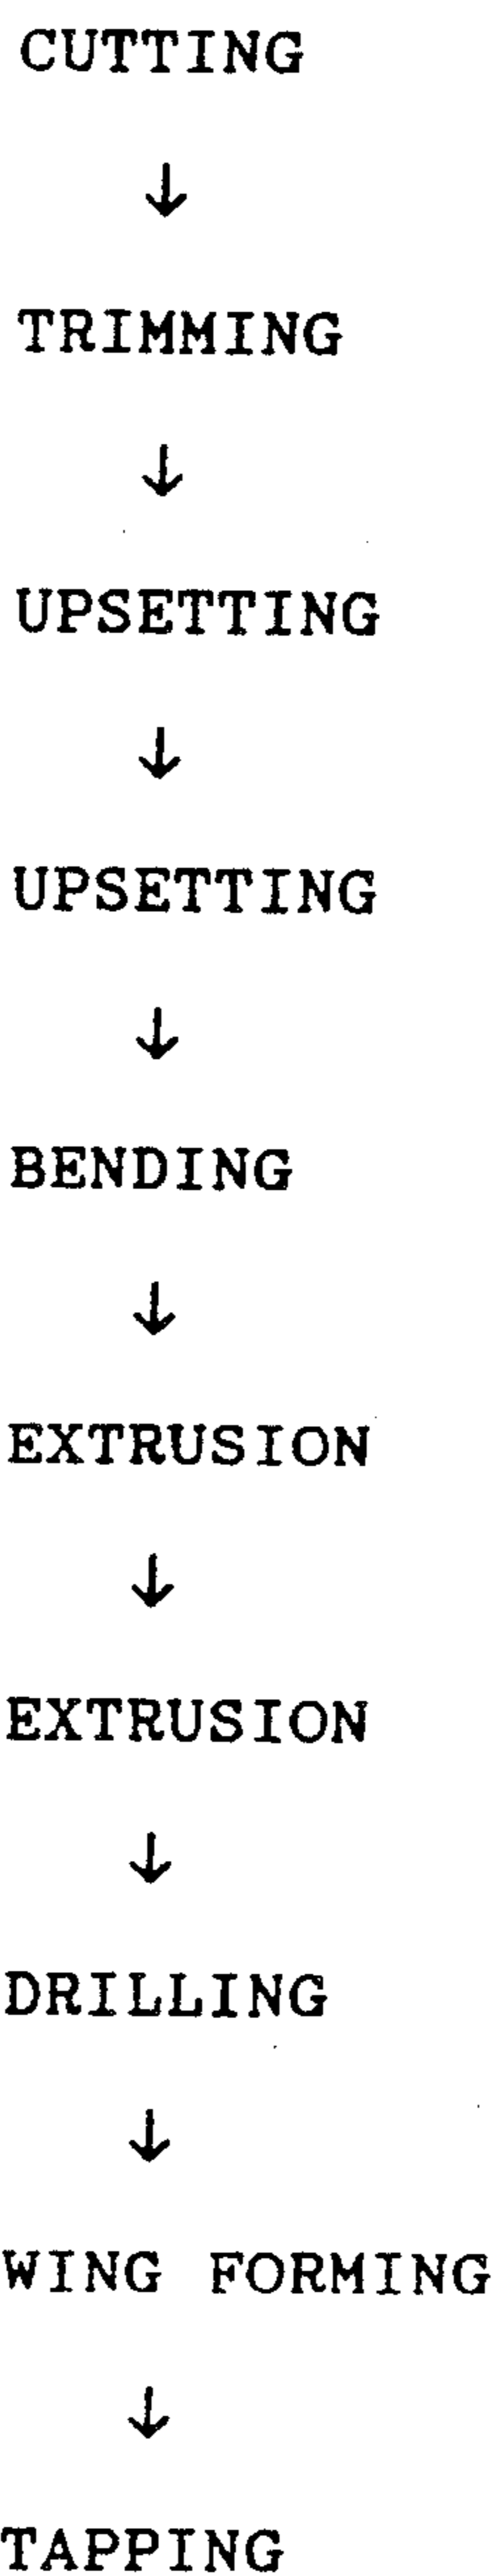 CUTTING
↓
TRIMMING
↓
UPSETTING
↓
UPSETTING
↓
BENDING
↓
EXTRUSION
↓
EXTRUSION
↓
DRILLING
↓
WING FORMING
↓
TAPPING